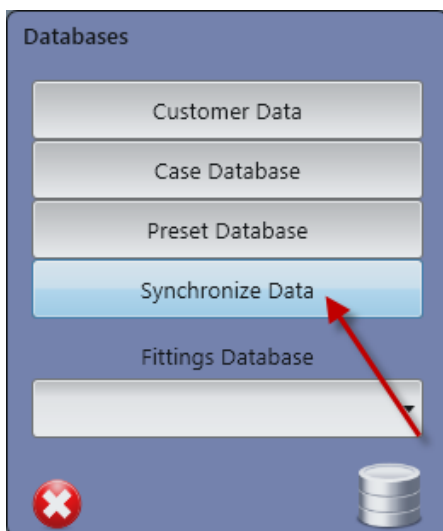 Databases
Customer Data
Case Database
Preset Database
Synchronize Data
Fittings Database